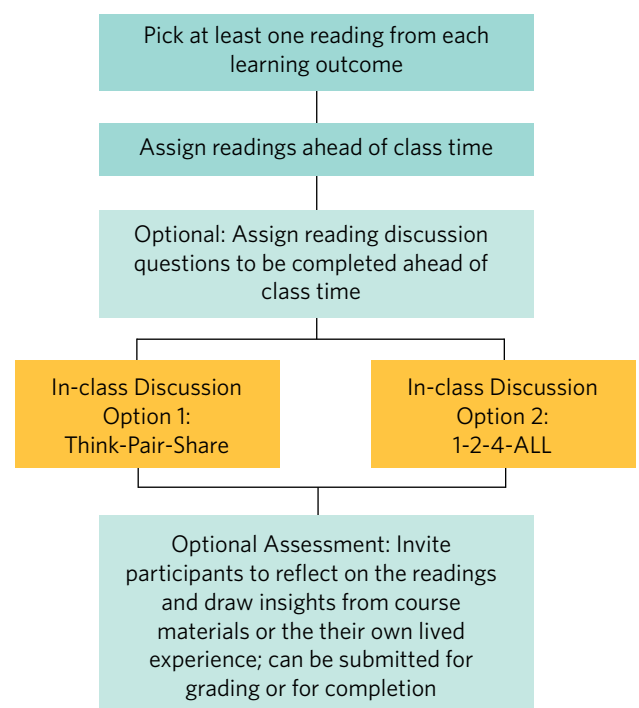 Pick at least one reading from each
learning outcome
Assign readings ahead of class time
Optional: Assign reading discussion
questions to be completed ahead of
class time
In-class Discussion
Option 1:
Think-Pair-Share
In-class Discussion
Option 2:
1-2-4-ALL
Optional Assessment: Invite
participants to reflect on the readings
and draw insights from course
materials or the their own lived
experience; can be submitted for
grading or for completion